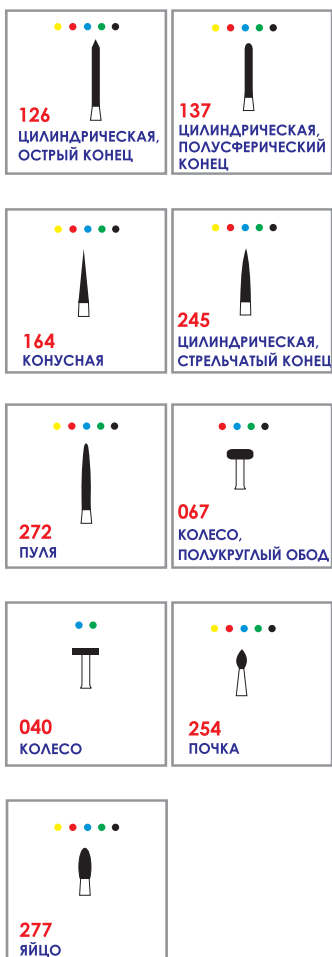 126
ЦИЛИНДРИЧЕСКАЯ,
ОСТРЫЙ КОНЕЦ
137
ЦИЛИНДРИЧЕСКАЯ,
ПОЛУСФЕРИЧЕСКИЙ
КОНЕЦ
164
КОНУСНАЯ
245
ЦИЛИНДРИЧЕСКАЯ,
СТРЕЛЬЧАТЫЙ КОНЕЦ
272
ПУЛЯ
067
КОЛЕСО,
ПОЛУКРУГЛЫЙ ОБОД
040
КОЛЕСО
254
ПОЧКА
277
ЯЙЦО